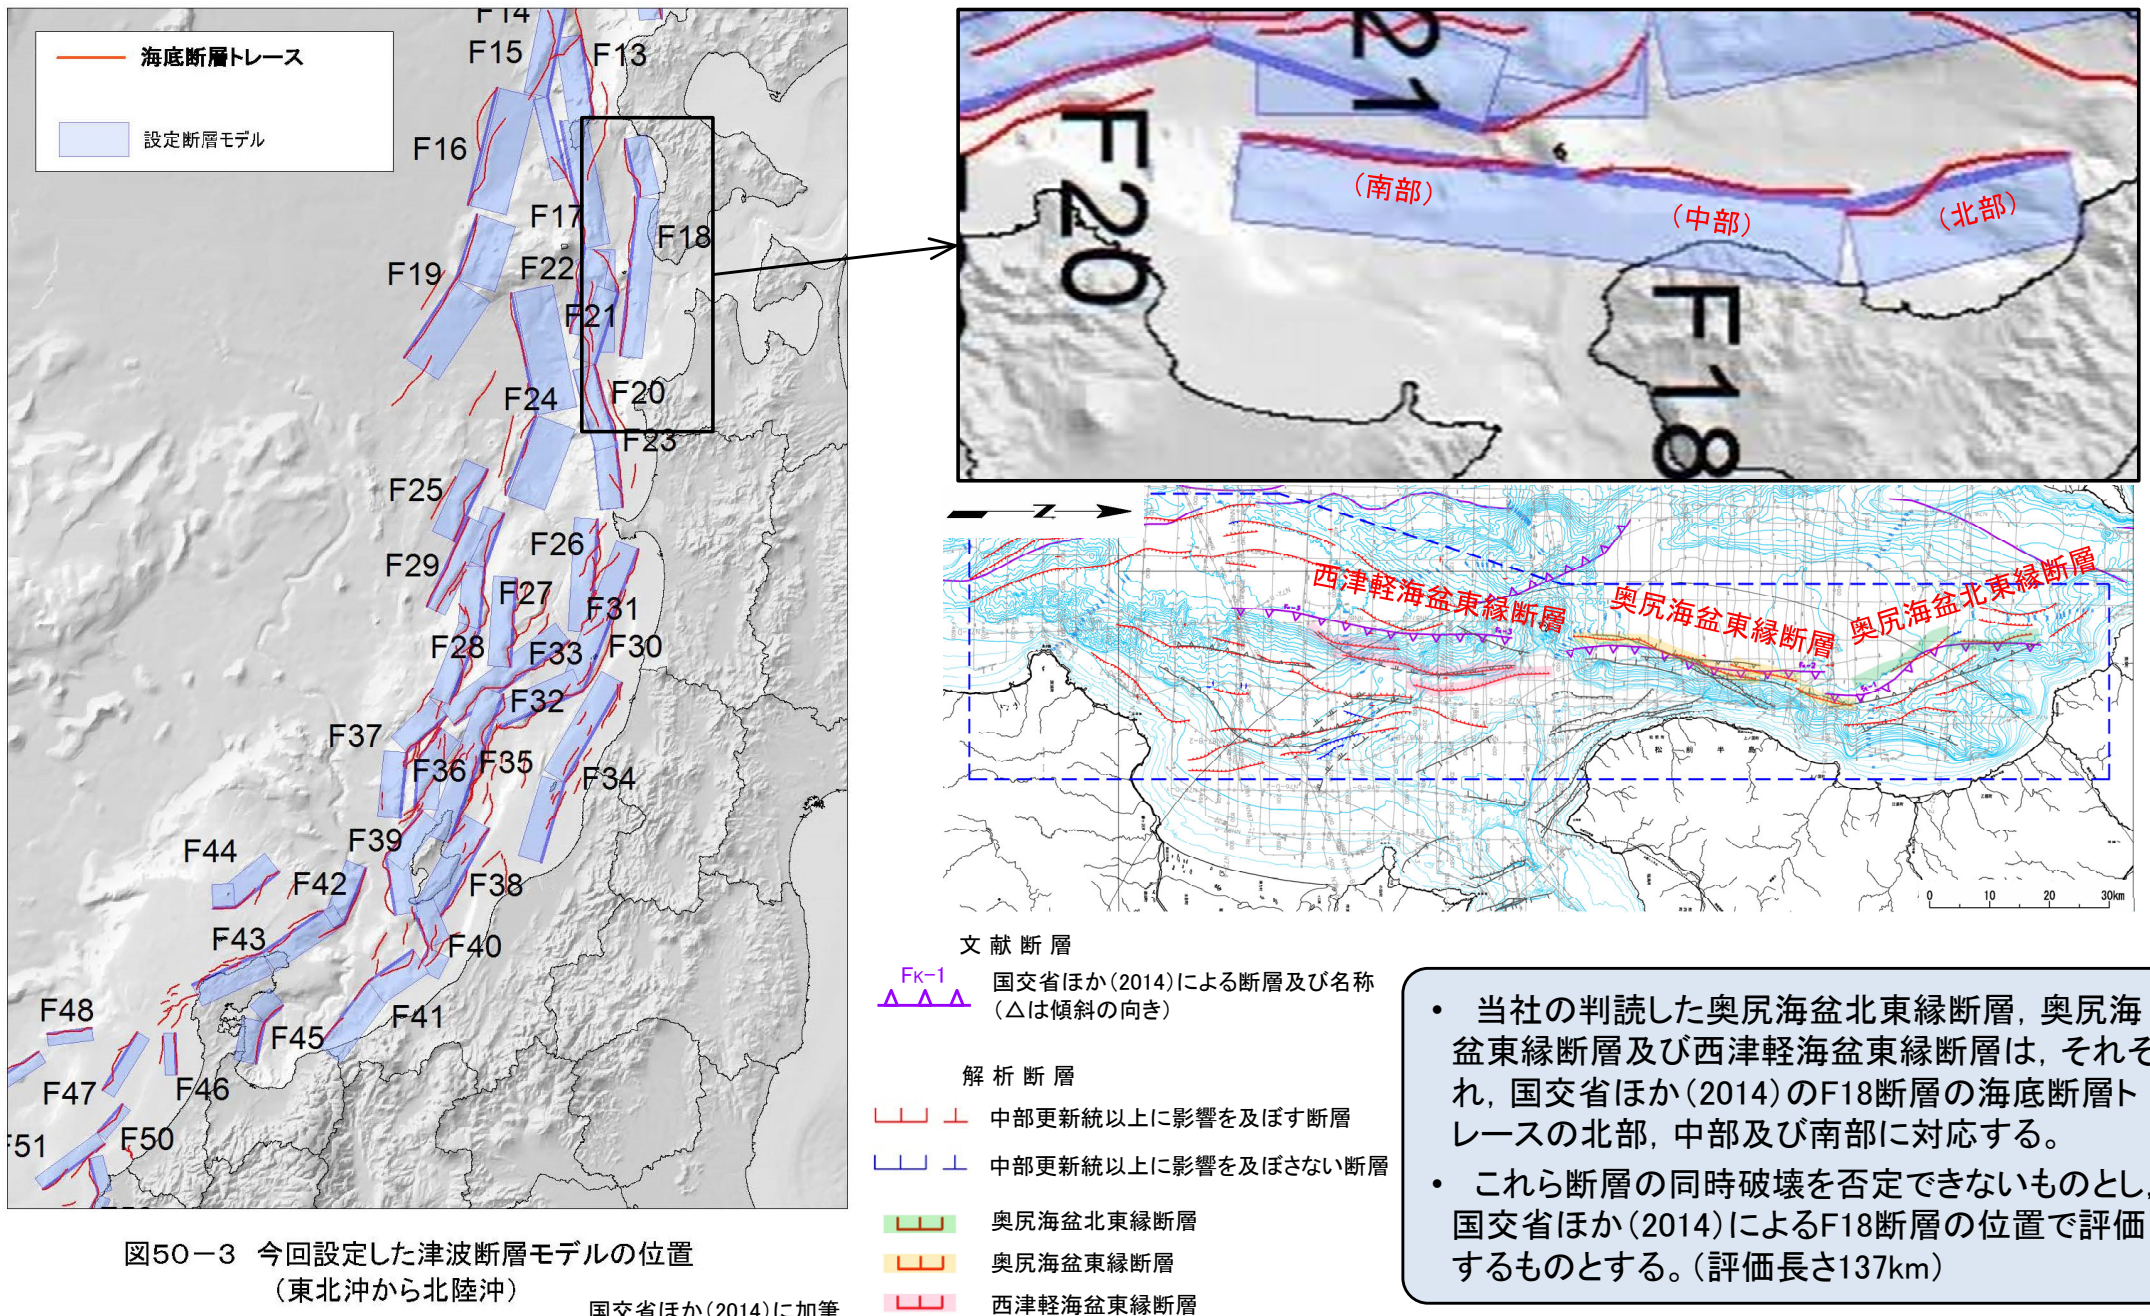 海底断層トレース
設定断層モデル
F14
F15
F13
F16
F17
F18
F19
F22
F21
F20
F24
F23
F25
F26
F29
F27
F31
F28
F33
F30
F32
F37
F36
F35
F34
F39
F44
F42
F38
F43
F40
F48
F45
F41
F47
F46
F51
F50
図50-3 今回設定した津波断層モデルの位置
(東北沖から北陸沖)
国交省ほか(2014)に加筆
21
F20
F18
(南部)
(中部)
(北部)
N
西津軽海盆東縁断層
奥尻海盆東縁断層
奥尻海盆北東縁断層
FK-3
FK-2
FK-1
松前半島
0 10 20 30km
文献断層
FK-1
国交省ほか(2014)による断層及び名称
(△は傾斜の向き)
解析断層
中部更新統以上に影響を及ぼす断層
中部更新統以上に影響を及ぼさない断層
奥尻海盆北東縁断層
奥尻海盆東縁断層
西津軽海盆東縁断層
• 当社の判読した奥尻海盆北東縁断層, 奥尻海
盆東縁断層及び西津軽海盆東縁断層は, それぞ
れ, 国交省ほか(2014)のF18断層の海底断層ト
レースの北部, 中部及び南部に対応する。
• これら断層の同時破壊を否定できないものとし,
国交省ほか(2014)によるF18断層の位置で評価
するものとする。(評価長さ137km)